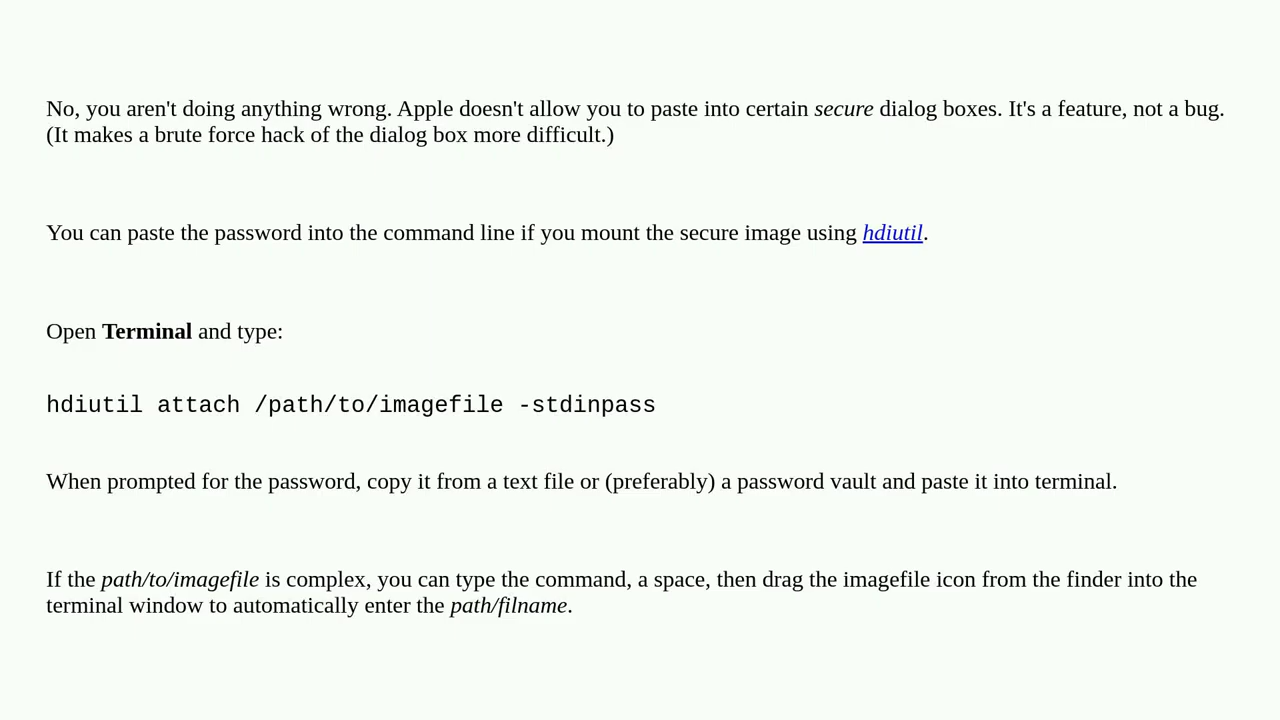 No, you aren't doing anything wrong. Apple doesn't allow you to paste into certain secure dialog boxes. It's a feature, not a bug.
(It makes a brute force hack of the dialog box more difficult.)
You can paste the password into the command line if you mount the secure image using hdiutil.
Open Terminal and type:
hdiutil attach /path/to/imagefile -stdinpass
When prompted for the password, copy it from a text file or (preferably) a password vault and paste it into terminal.
If the path/to/imagefile is complex, you can type the command, a space, then drag the imagefile icon from the finder into the
terminal window to automatically enter the path/filname.